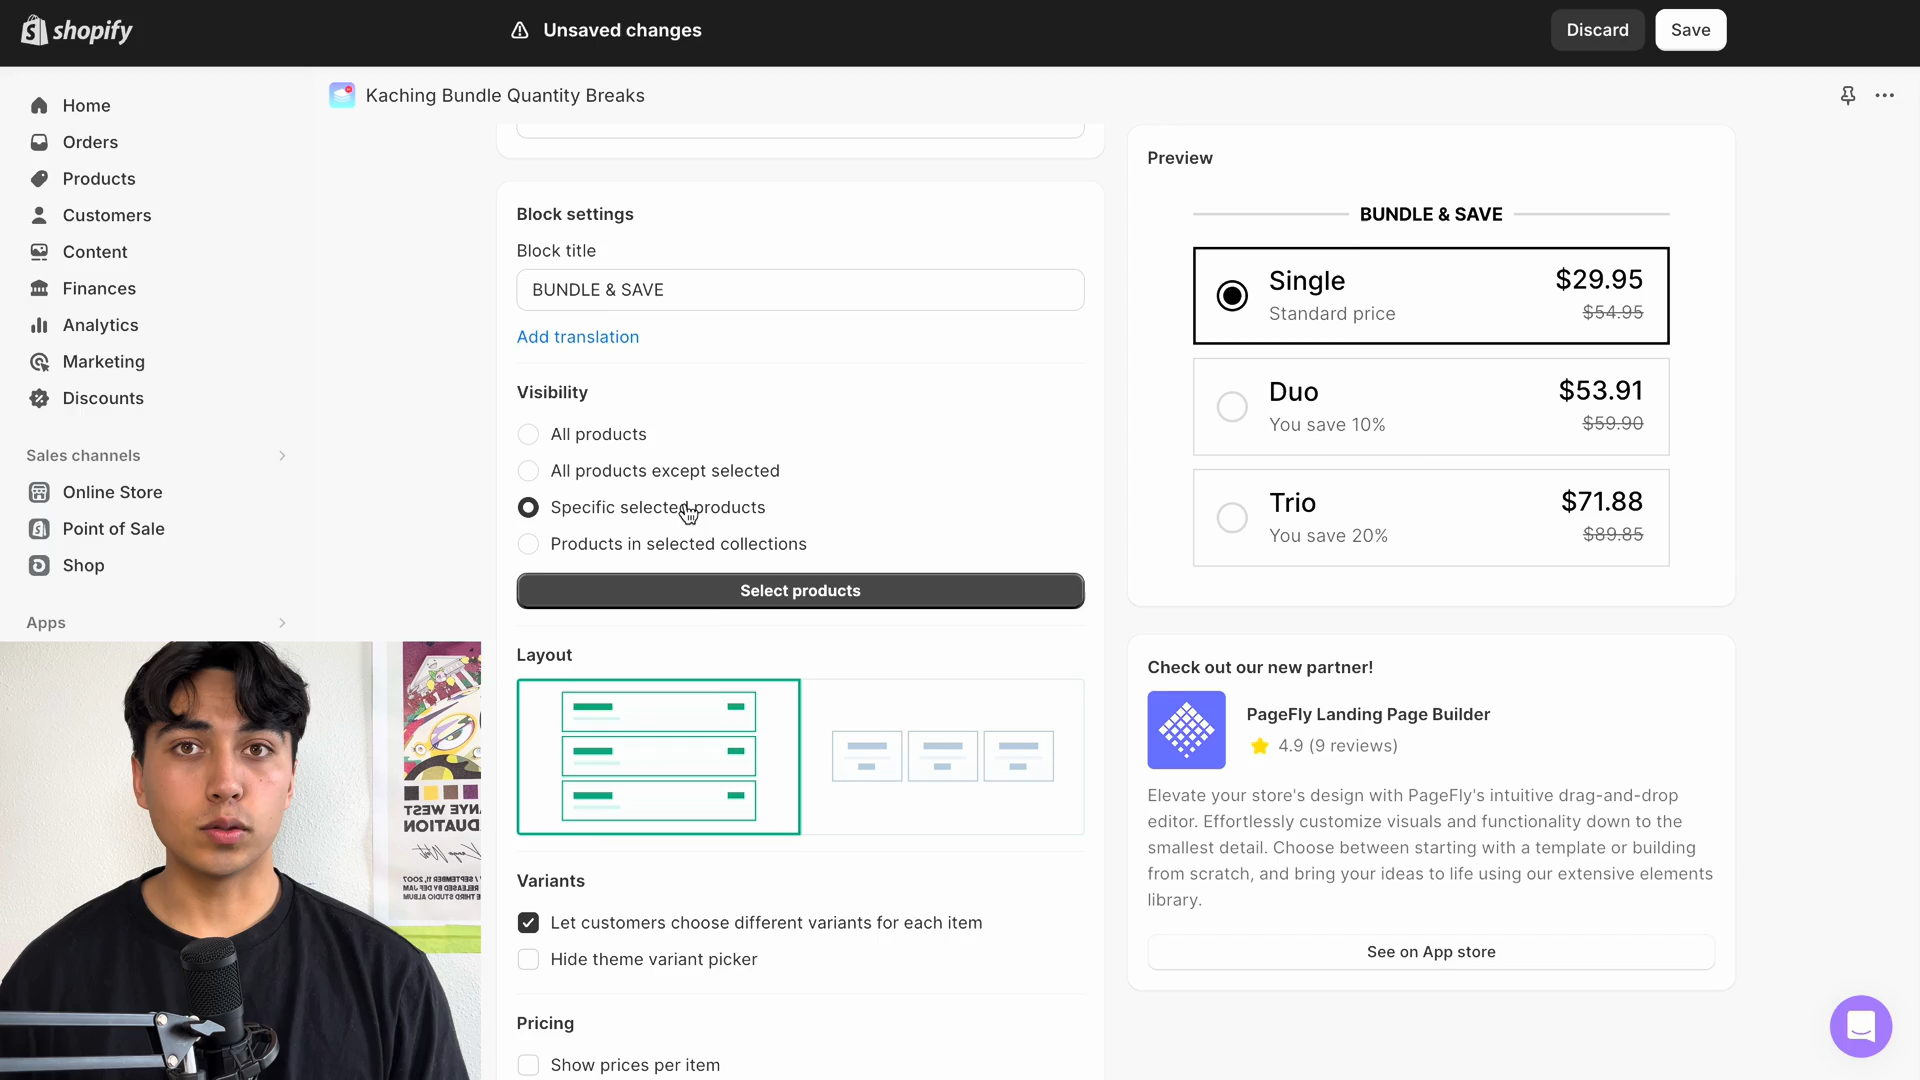 shopify
Unsaved changes
Discard
Save
Home
Orders
Products
Customers
Content
Finances
Analytics
Marketing
Discounts
Sales channels
Online Store
Point of Sale
Shop
Apps
Kaching Bundle Quantity Breaks
Block settings
Block title
BUNDLE & SAVE
Add translation
Visibility
All products
All products except selected
Specific selected products
Products in selected collections
Select products
Layout
Variants
Let customers choose different variants for each item
Hide theme variant picker
Pricing
Show prices per item
Preview
BUNDLE & SAVE
Single
$29.95
Standard price
$54.95
Duo
$53.91
You save 10%
$59.90
Trio
$71.88
You save 20%
$89.85
Check out our new partner!
PageFly Landing Page Builder
4.9 (9 reviews)
Elevate your store's design with PageFly's intuitive drag-and-drop
editor. Effortlessly customize visuals and functionality down to the
smallest detail. Choose between starting with a template or building
from scratch, and bring your ideas to life using our extensive elements
library.
See on App store